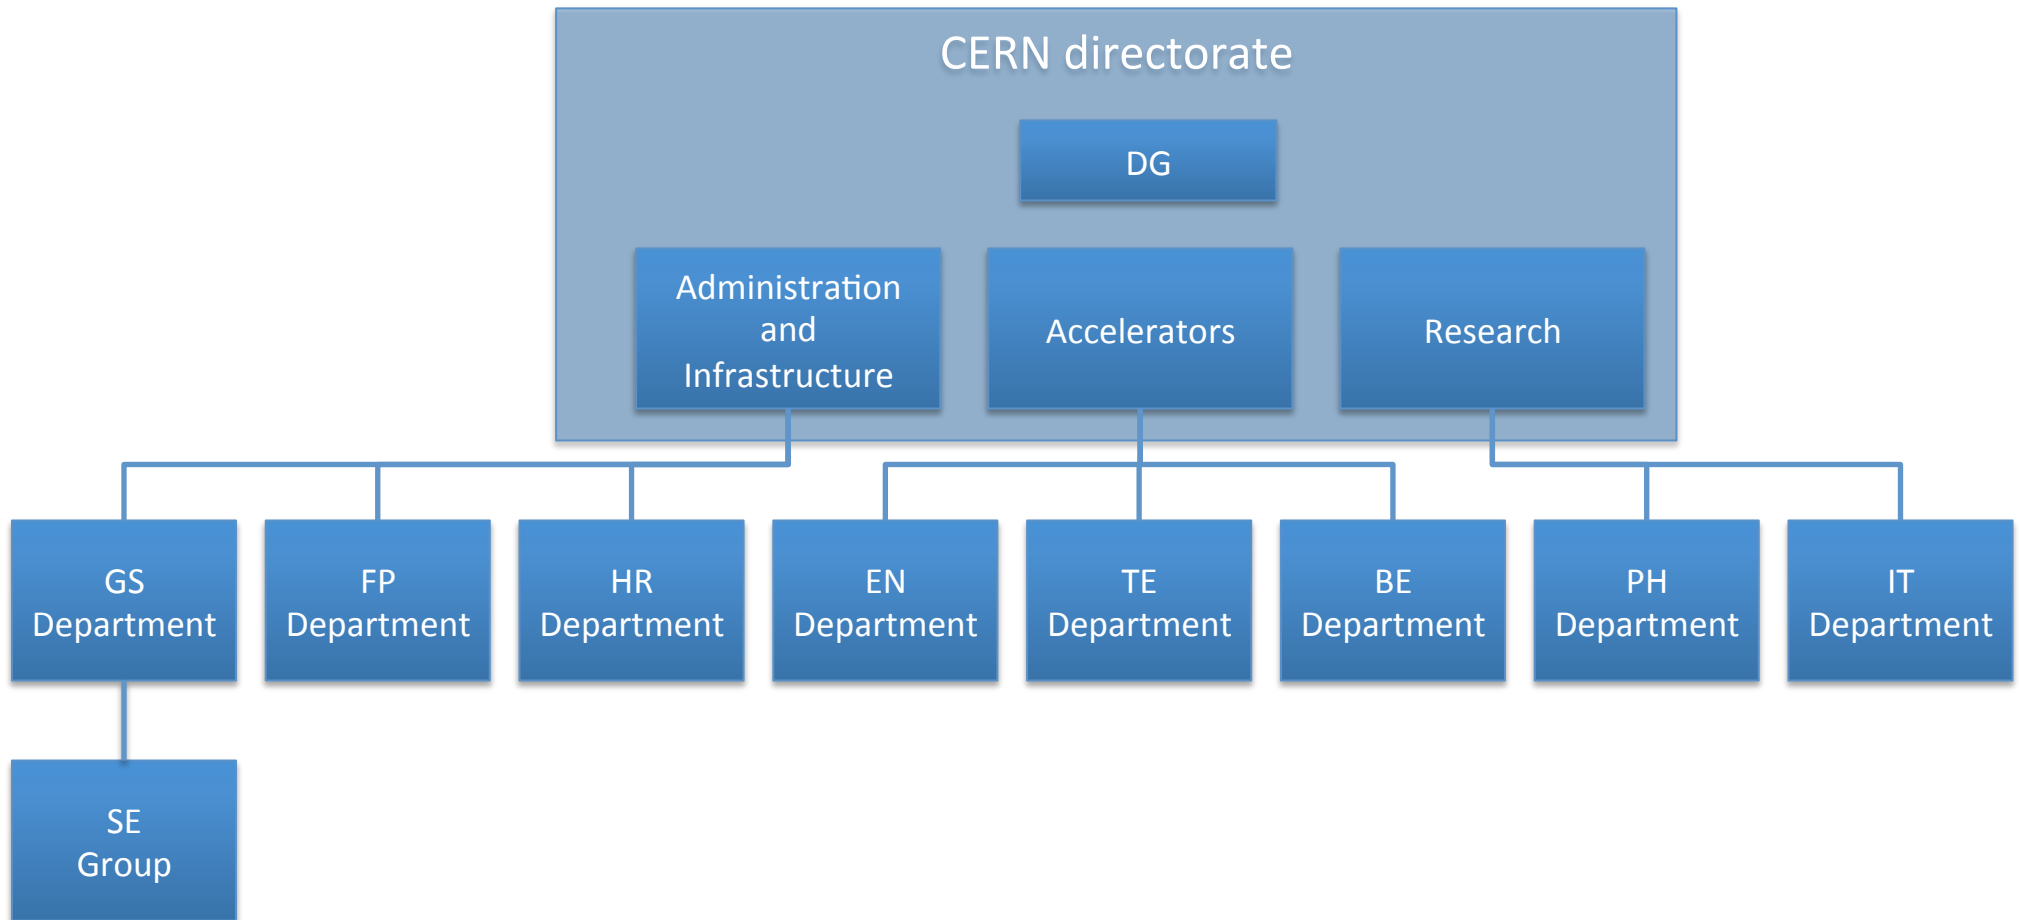 CERN directorate
DG
Administration
and
Infrastructure
Accelerators
Research
GS
Department
FP
Department
HR
Department
EN
Department
TE
Department
BE
Department
PH
Department
IT
Department
SE
Group